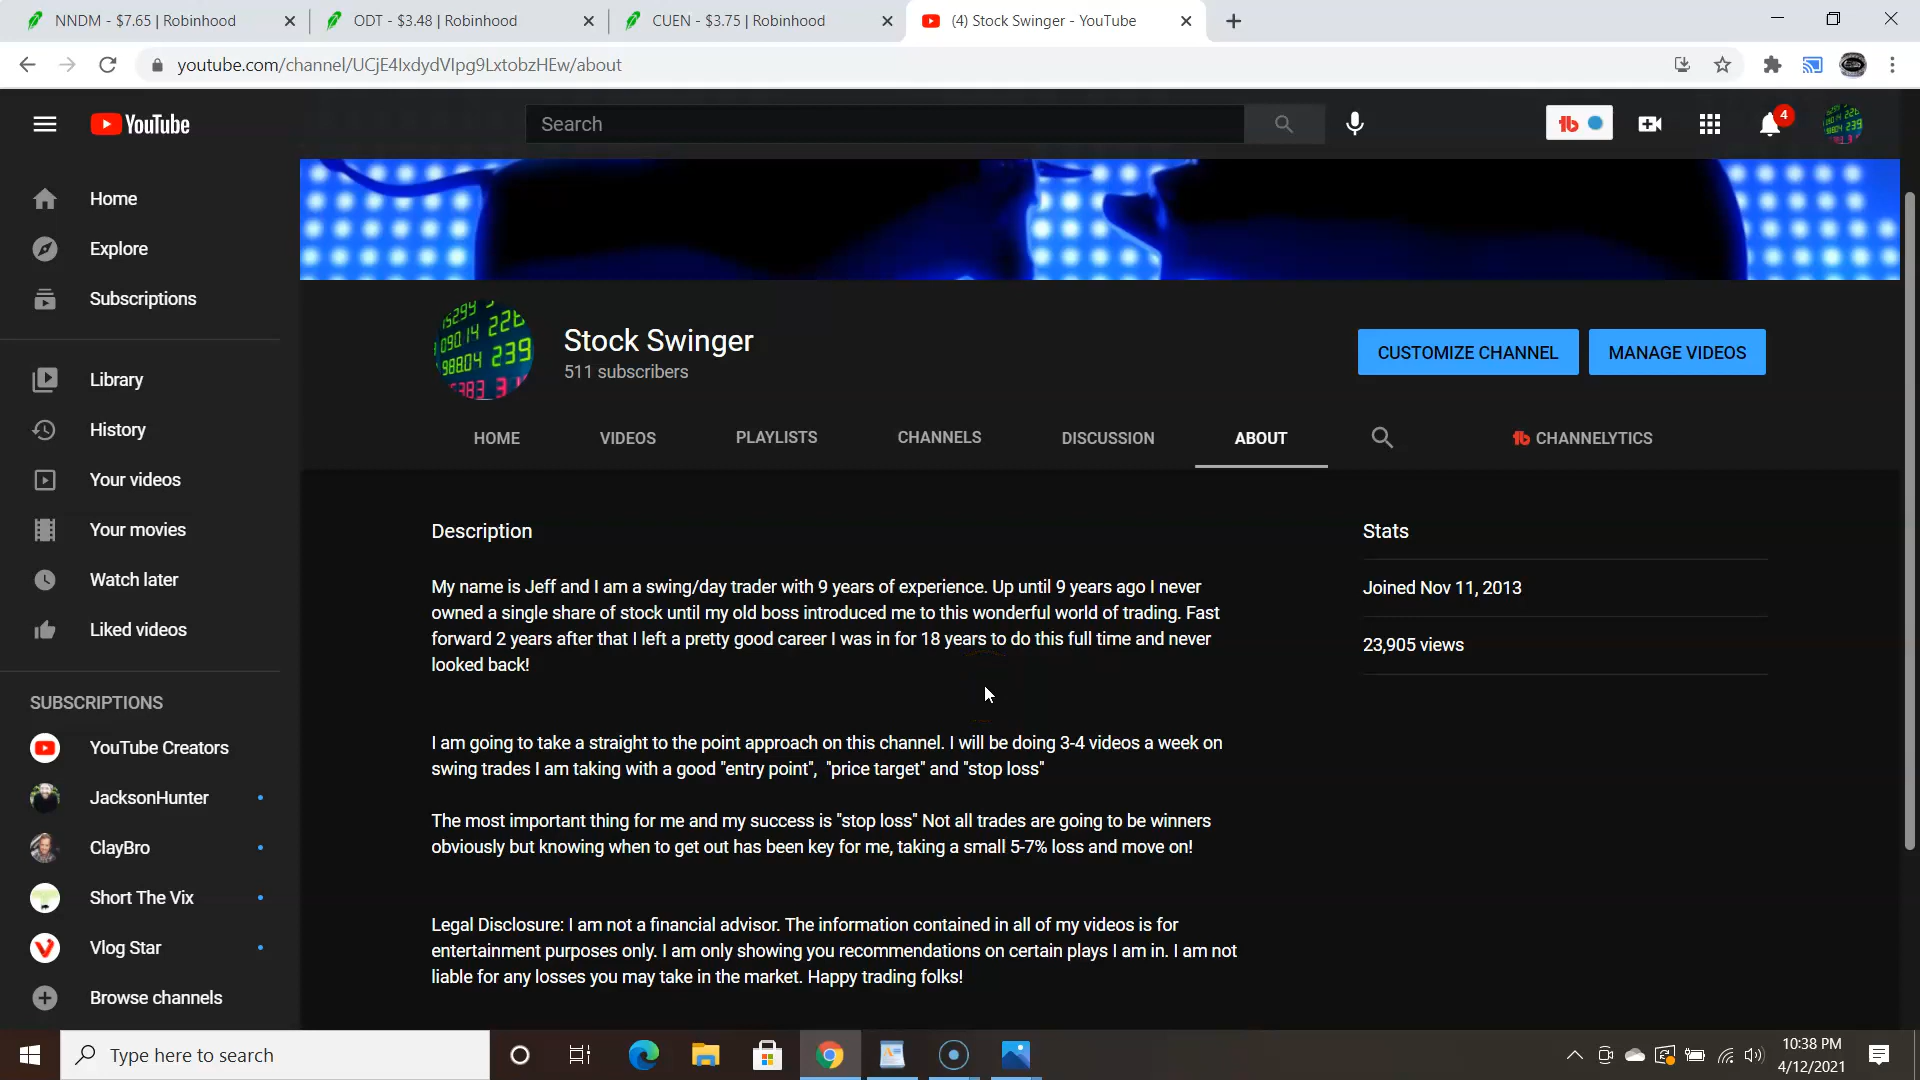 NNDM - $7.65 | Robinhood
ODT - $3.48 | Robinhood
CUEN - $3.75 | Robinhood
(4) Stock Swinger - YouTube
youtube.com/channel/UCjE4IxdydVIpg9LxtobzHEw/about
YouTube
Search
4
Home
Explore
Subscriptions
Library
History
Your videos
Your movies
Watch later
Liked videos
SUBSCRIPTIONS
YouTube Creators
JacksonHunter
ClayBro
Short The Vix
Vlog Star
Browse channels
Stock Swinger
511 subscribers
CUSTOMIZE CHANNEL
MANAGE VIDEOS
HOME
VIDEOS
PLAYLISTS
CHANNELS
DISCUSSION
ABOUT
CHANNELYTICS
Description
My name is Jeff and I am a swing/day trader with 9 years of experience. Up until 9 years ago I never
owned a single share of stock until my old boss introduced me to this wonderful world of trading. Fast
forward 2 years after that I left a pretty good career I was in for 18 years to do this full time and never
looked back!
I am going to take a straight to the point approach on this channel. I will be doing 3-4 videos a week on
swing trades I am taking with a good "entry point",  "price target" and "stop loss"
The most important thing for me and my success is "stop loss" Not all trades are going to be winners
obviously but knowing when to get out has been key for me, taking a small 5-7% loss and move on!
Legal Disclosure: I am not a financial advisor. The information contained in all of my videos is for
entertainment purposes only. I am only showing you recommendations on certain plays I am in. I am not
liable for any losses you may take in the market. Happy trading folks!
Stats
Joined Nov 11, 2013
23,905 views
Type here to search
10:38 PM
4/12/2021